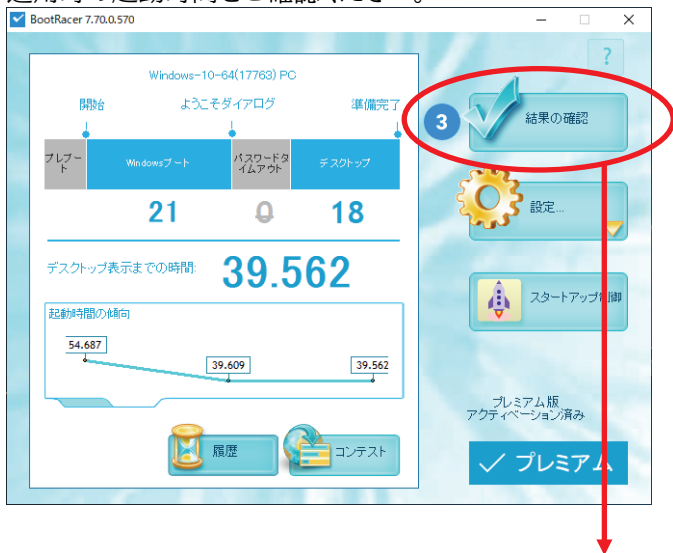 BootRacer 7.70.0.570
?
Windows-10-64(17763) PC
開始
ようこそダイアログ
準備完了
3
結果の確認
プレブー
ト
Windowsブート
パスワードタ
イムアウト
デスクトップ
21
0
18
設定...
デスクトップ表示までの時間:
39.562
スタートアップ制御
起動時間の傾向
54.687
39.609
39.562
プレミアム版
アクティベーション済み
履歴
コンテスト
プレミアム